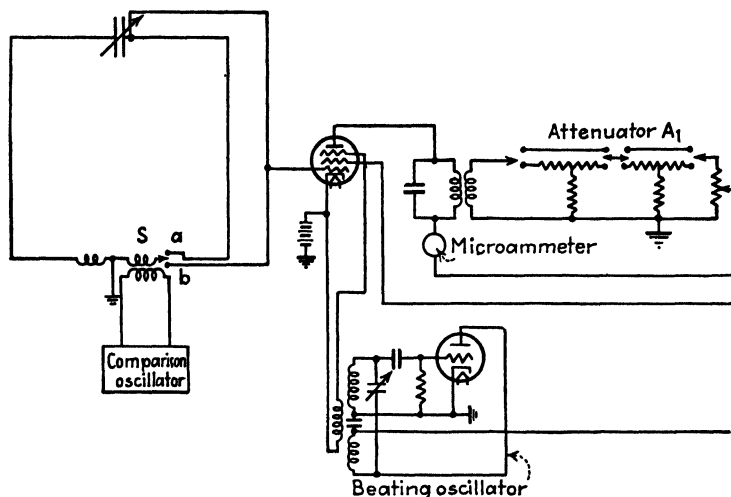 Attenuator A1
S a
b
Microammeter
Comparison
oscillator
Beating oscillator